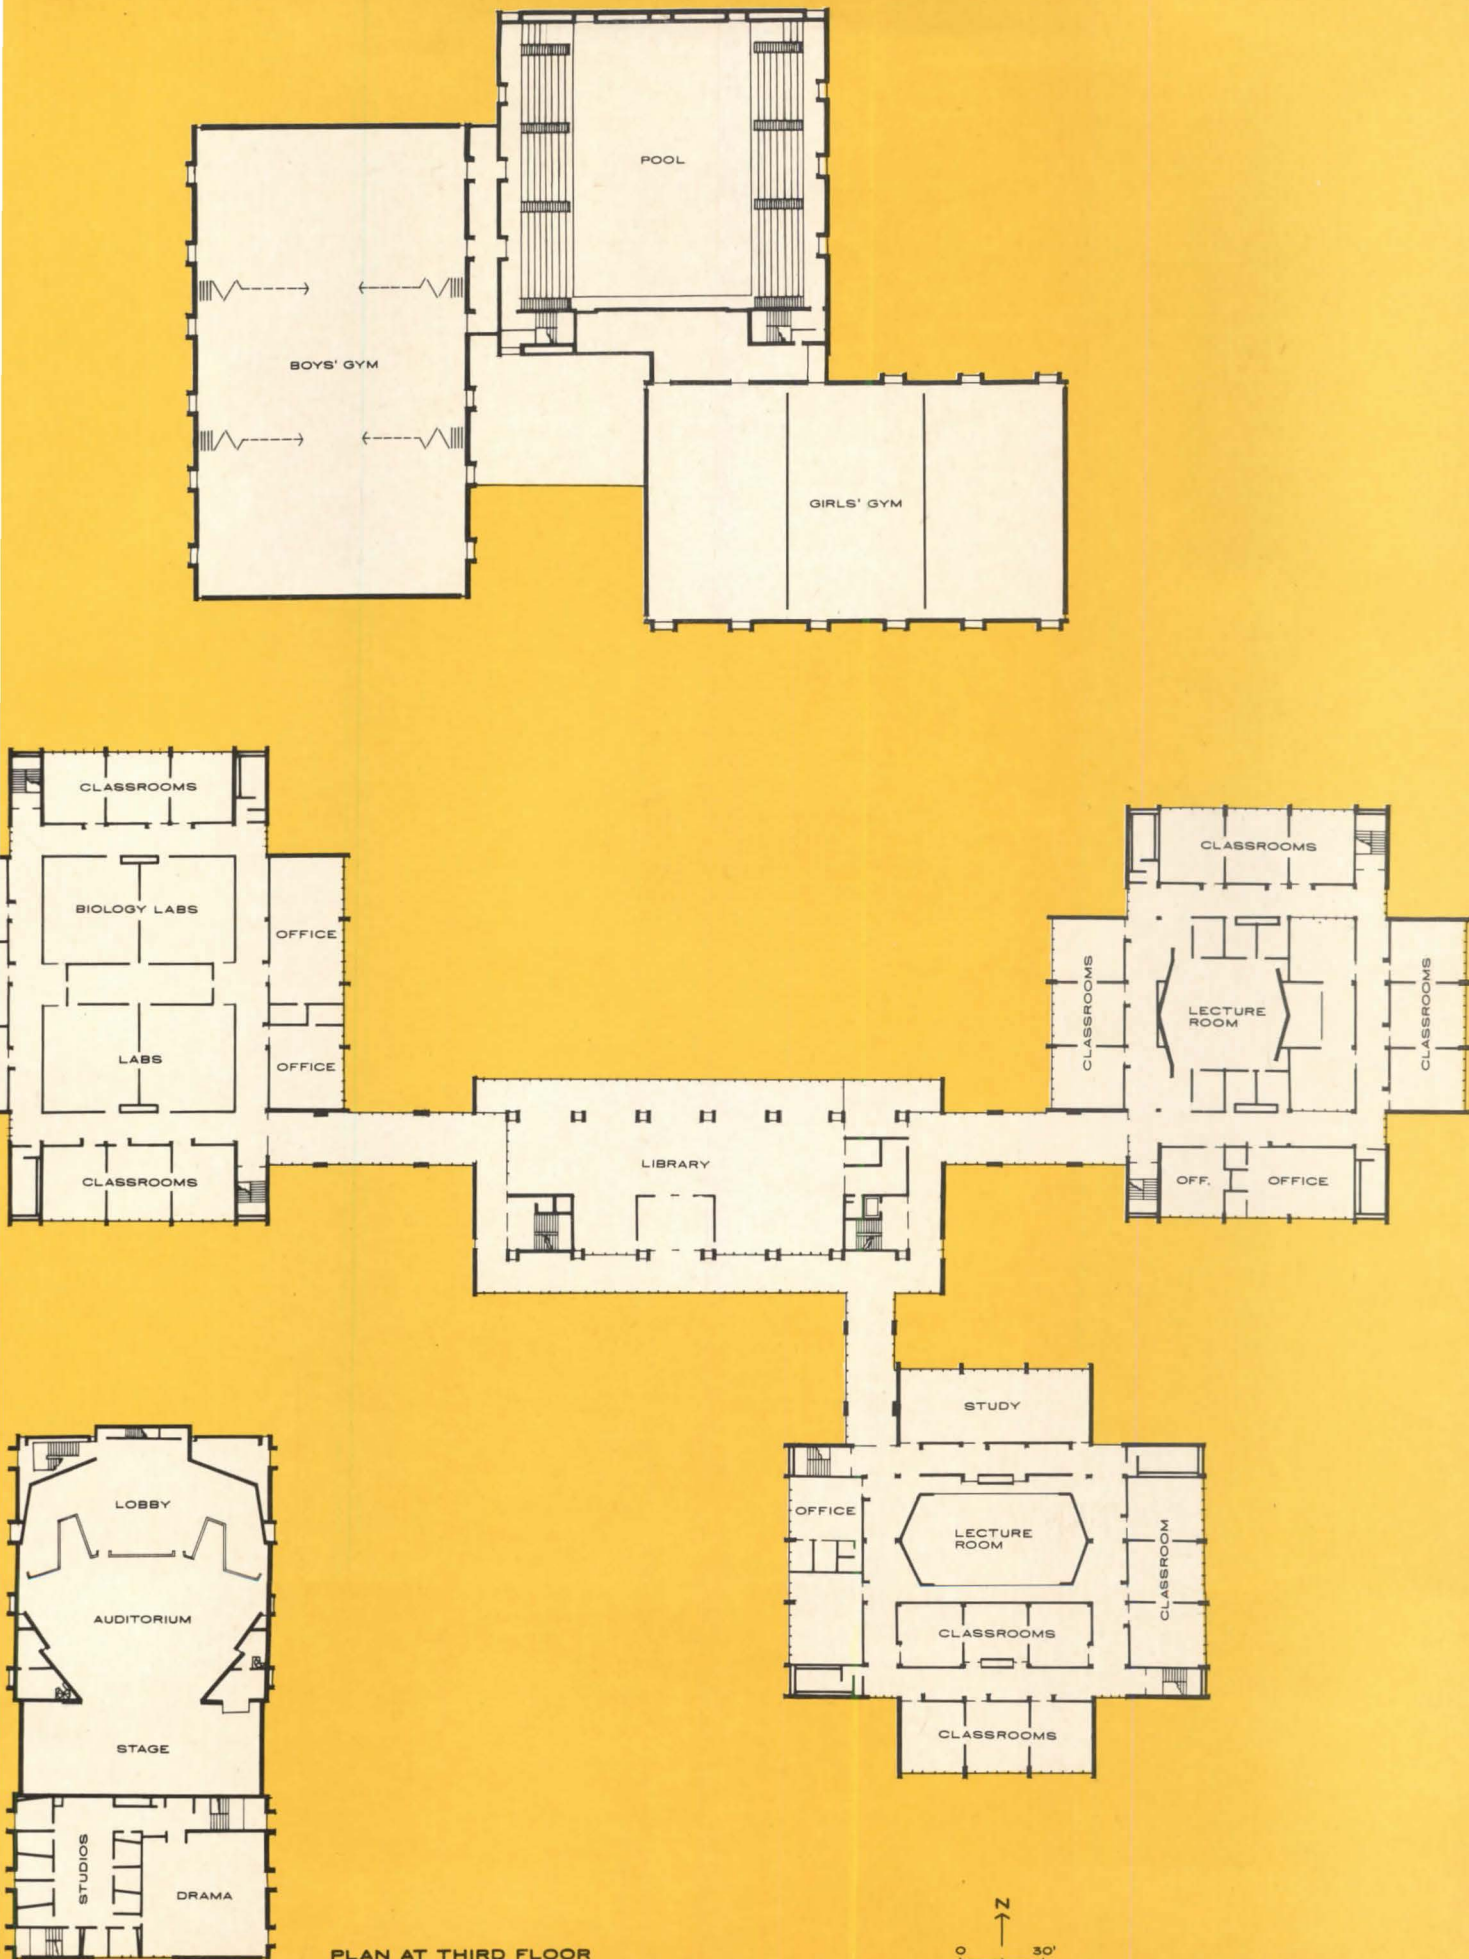 POOL
BOYS' GYM
GIRLS' GYM
CLASSROOMS
BIOLOGY LABS
OFFICE
LABS
OFFICE
CLASSROOMS
LIBRARY
CLASSROOMS
CLASSROOMS
LECTURE
ROOM
CLASSROOMS
OFF.
OFFICE
STUDY
OFFICE
LECTURE
ROOM
CLASSROOM
CLASSROOMS
CLASSROOMS
LOBBY
AUDITORIUM
STAGE
STUDIOS
DRAMA
PLAN AT THIRD FLOOR
N
0 30'